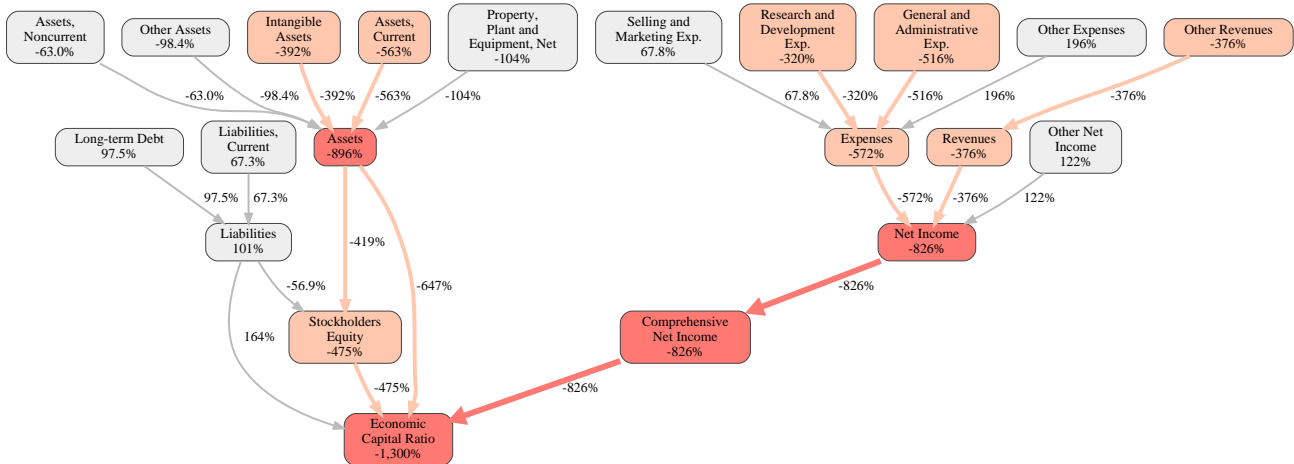 Assets,
Noncurrent
-63.0%
Other Assets
-98.4%
Intangible
Assets
-392%
Assets,
Current
-563%
Property,
Plant and
Equipment, Net
-104%
Selling and
Marketing Exp.
67.8%
Research and
Development
Exp.
-320%
General and
Administrative
Exp.
-516%
Other Expenses
196%
Other Revenues
-376%
-63.0%
-98.4%
-392%
-563%
-104%
67.8%
-320%
-516%
196%
-376%
Long-term Debt
97.5%
Liabilities,
Current
67.3%
Assets
-896%
Expenses
-572%
Revenues
-376%
Other Net
Income
122%
97.5%
67.3%
-572%
-376%
122%
Liabilities
101%
-419%
Net Income
-826%
-56.9%
-647%
-826%
164%
Stockholders
Equity
-475%
Comprehensive
Net Income
-826%
-475%
-826%
Economic
Capital Ratio
-1,300%